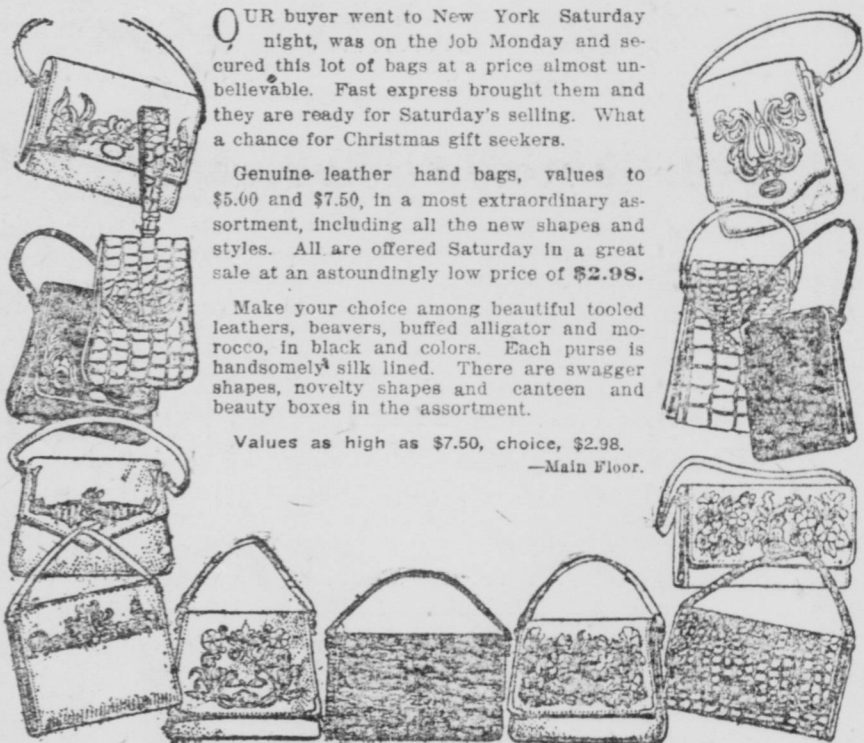 OUR buyer went to New York Saturday
night, was on the job Monday and se-
cured this lot of bags at a price almost un-
believable. Fast express brought them and
they are ready for Saturday's selling. What
a chance for Christmas gift seekers.
Genuine leather hand bags, values to
$5.00 and $7.50, in a most extraordinary as-
sortment, including all the new shapes and
styles. All are offered Saturday in a great
sale at an astoundingly low price of $2.98.
Make your choice among beautiful tooled
leathers, beavers, buffed alligator and mo-
rocco, in black and colors. Each purse is
handsomely silk lined. There are swagger
shapes, novelty shapes and canteen and
beauty boxes in the assortment.
Values as high as $7.50, choice, $2.98.
—Main Floor.